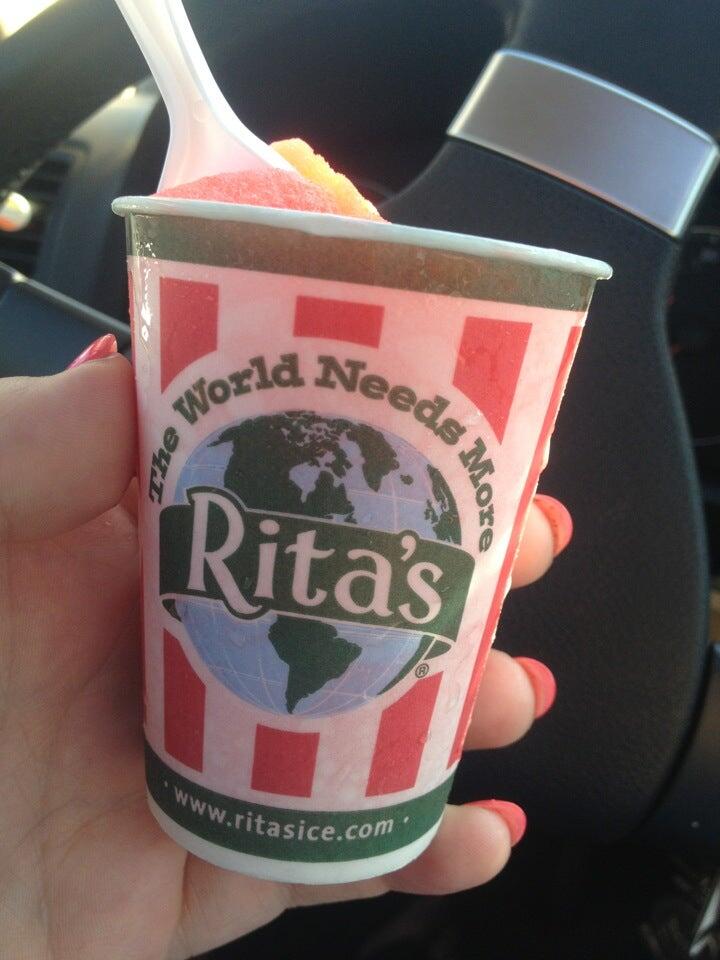 The World Needs More
Rita's
®
· www.ritasice.com ·